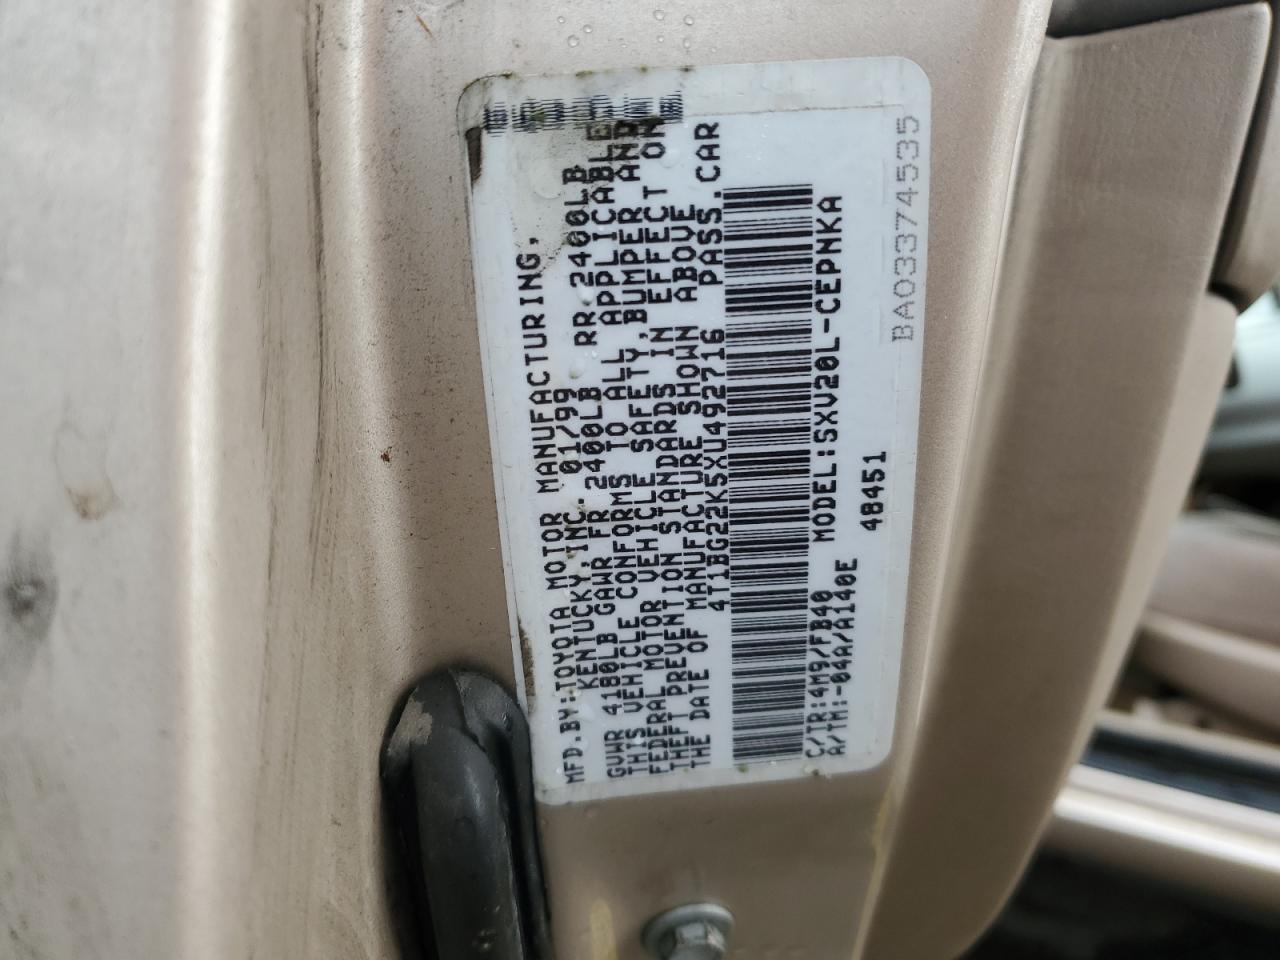 MFD.BY:TOYOTA MOTOR MANUFACTURING,
KENTUCKY,INC. 01/99
GVWR 4180LB GAWR FR 2400LB RR 2400LB
THIS VEHICLE CONFORMS TO ALL APPLICABLE
FEDERAL MOTOR VEHICLE SAFETY,BUMPER AND
THEFT PREVENTION STANDARDS IN EFFECT ON
THE DATE OF MANUFACTURE SHOWN ABOVE
4T1BG22K5XU492716 PASS.CAR
C/TR:4M9/FB40 MODEL:SXV20L-CEPNKA
A/TM:-04A/A140E 48451
BA03374535